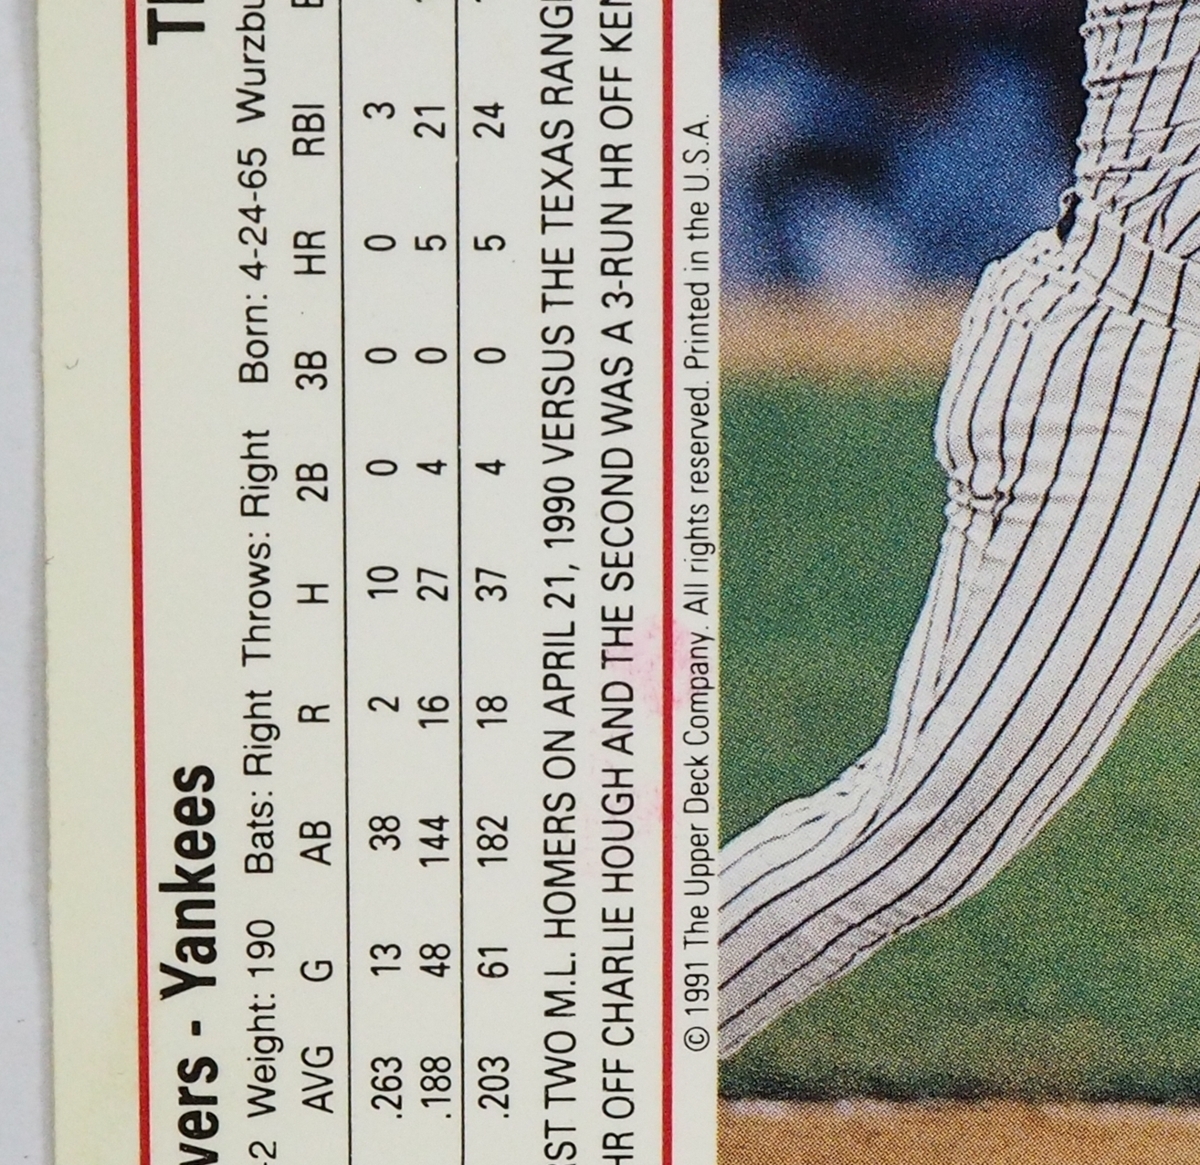 vers - Yankees
-2 Weight: 190 Bats: Right Throws: Right Born: 4-24-65 Wurzbu
AVG G AB R H 2B 3B HR RBI
.263 13 38 2 10 0 0 0 3
.188 48 144 16 27 4 0 5 21
.203 61 182 18 37 4 0 5 24
ST TWO M.L. HOMERS ON APRIL 21, 1990 VERSUS THE TEXAS RANG
HR OFF CHARLIE HOUGH AND THE SECOND WAS A 3-RUN HR OFF KE
© 1991 The Upper Deck Company. All rights reserved. Printed in the U.S.A.